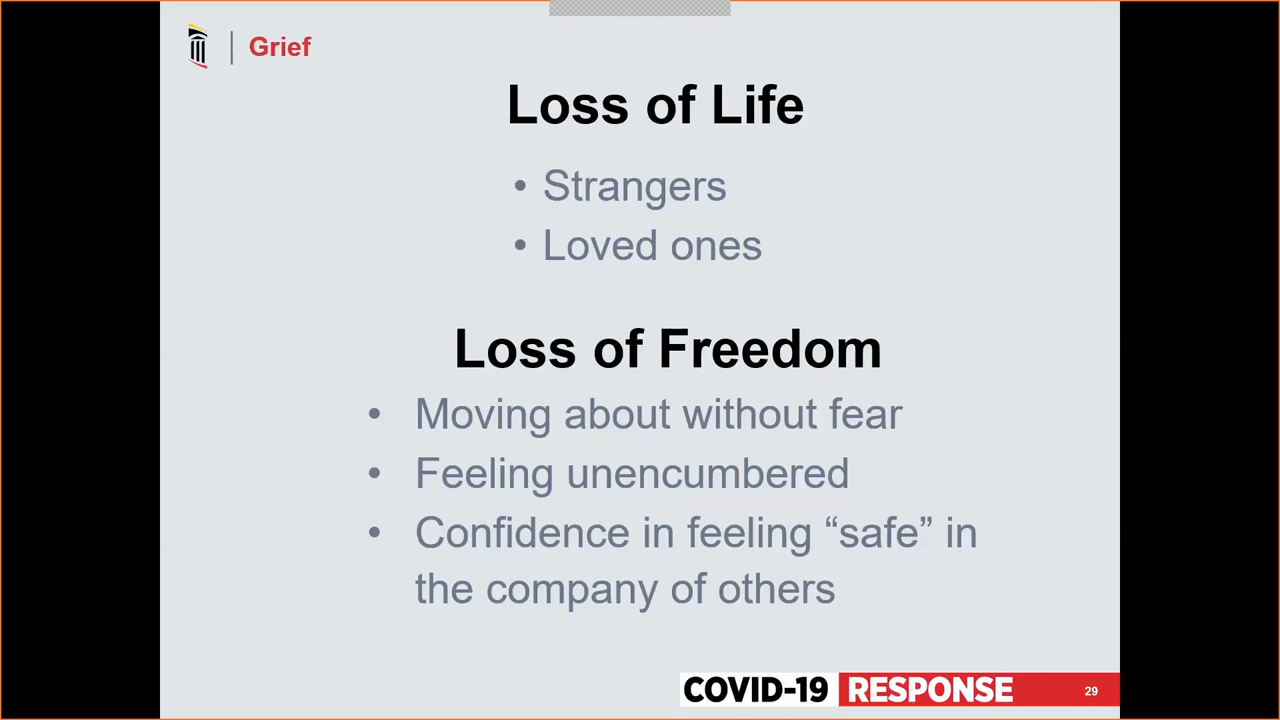 Grief
Loss of Life
• Strangers
• Loved ones
Loss of Freedom
• Moving about without fear
• Feeling unencumbered
• Confidence in feeling “safe” in
the company of others
COVID-19 RESPONSE 29